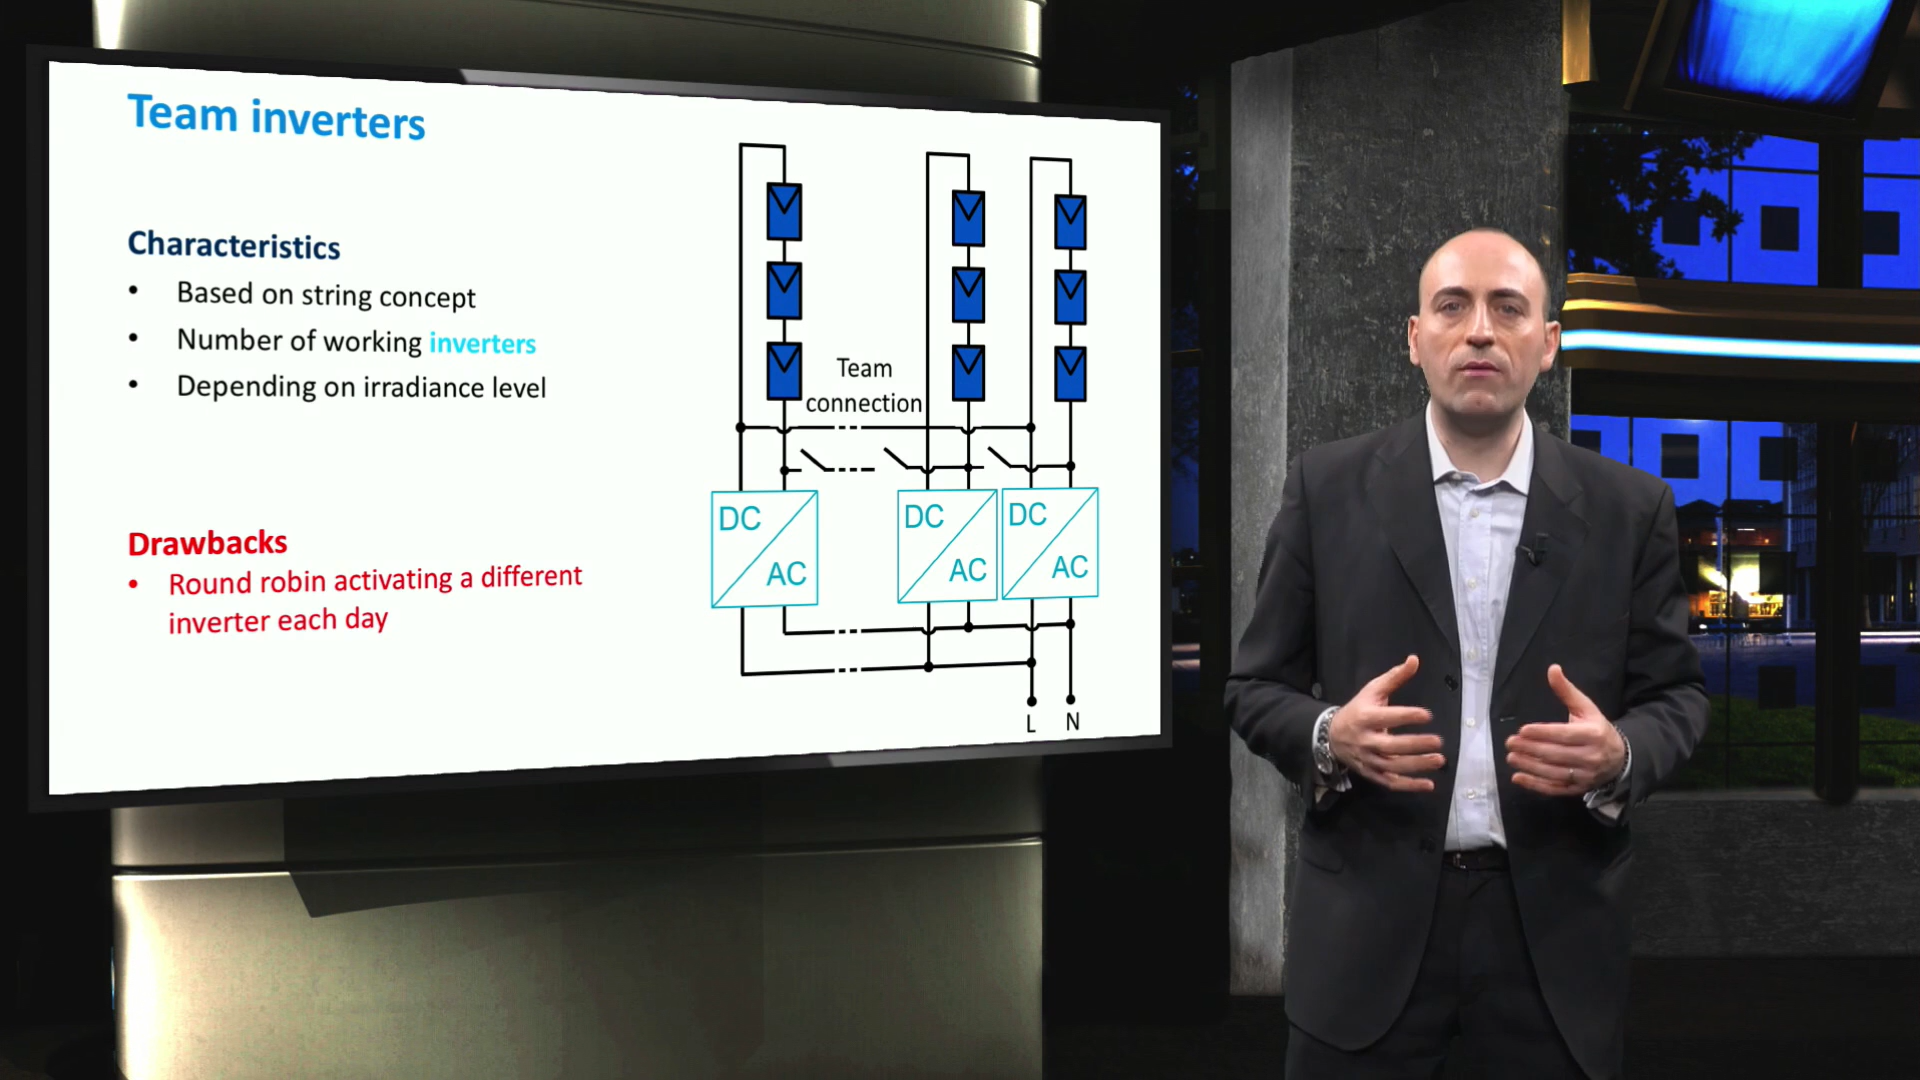 Team inverters
Characteristics
• Based on string concept
• Number of working inverters
• Depending on irradiance level
Drawbacks
• Round robin activating a different
inverter each day
Team
connection
DC
AC
DC
AC
DC
AC
L
N